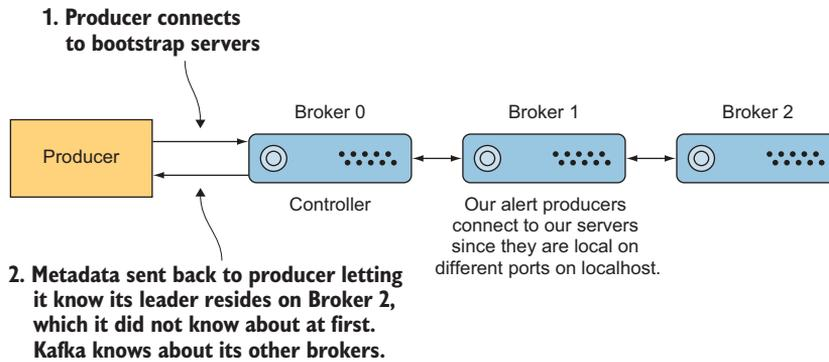 1. Producer connects
to bootstrap servers
Broker 0
Broker 1
Broker 2
Producer
Controller
Our alert producers
connect to our servers
since they are local on
different ports on localhost.
2. Metadata sent back to producer letting
it know its leader resides on Broker 2,
which it did not know about at first.
Kafka knows about its other brokers.